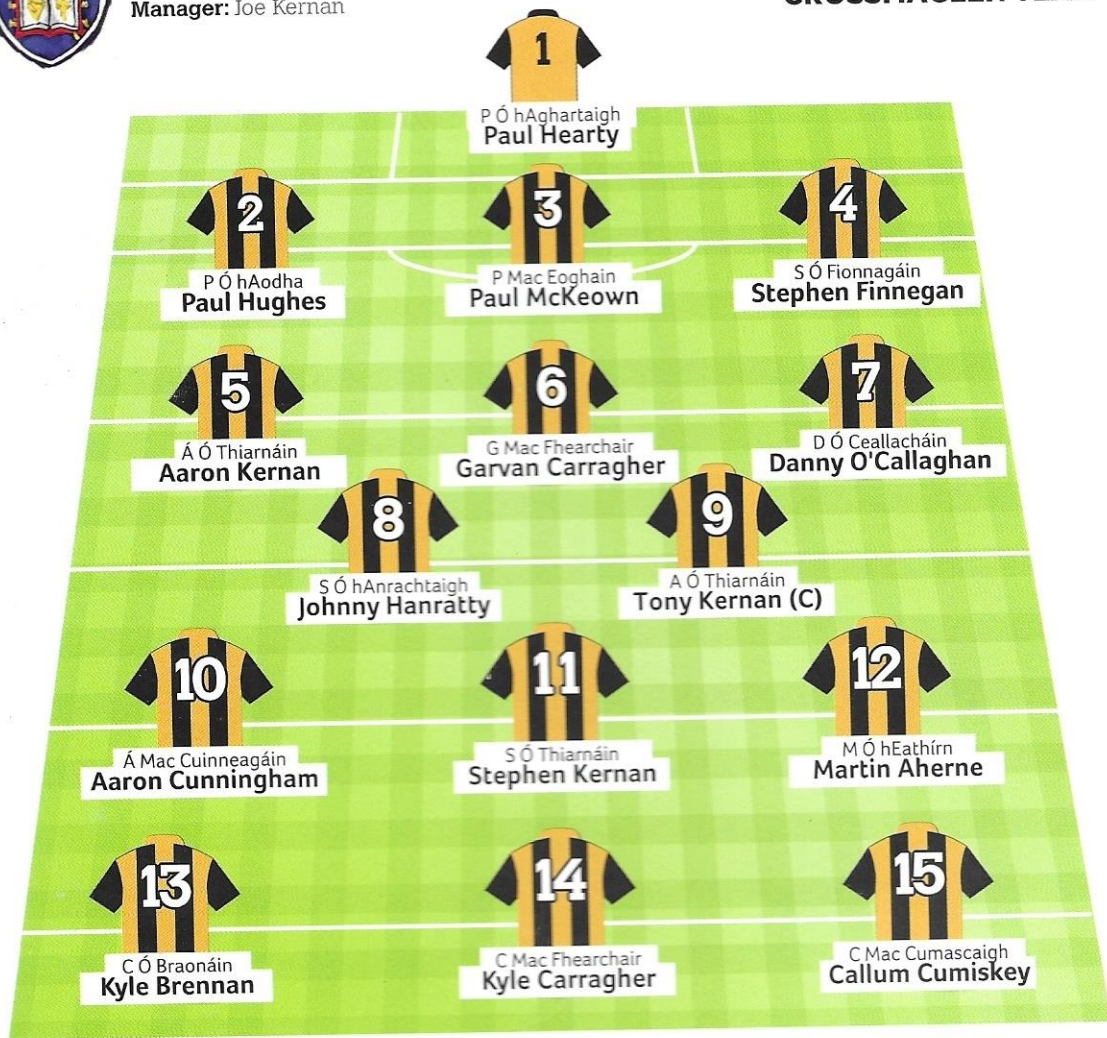 Manager: Joe Kernan
1
P Ó hAghartaigh
Paul Hearty
2
P Ó hAodha
Paul Hughes
3
P Mac Eoghain
Paul McKeown
4
S Ó Fionnagáin
Stephen Finnegan
5
Á Ó Thiarnáin
Aaron Kernan
6
G Mac Fhearchair
Garvan Carragher
7
D Ó Ceallacháin
Danny O'Callaghan
8
S Ó hAnrachtaigh
Johnny Hanratty
9
A Ó Thiarnáin
Tony Kernan (C)
10
Á Mac Cuinneagáin
Aaron Cunningham
11
S Ó Thiarnáin
Stephen Kernan
12
M Ó hEathírn
Martin Aherne
13
C Ó Braonáin
Kyle Brennan
14
C Mac Fhearchair
Kyle Carragher
15
C Mac Cumascaigh
Callum Cumiskey